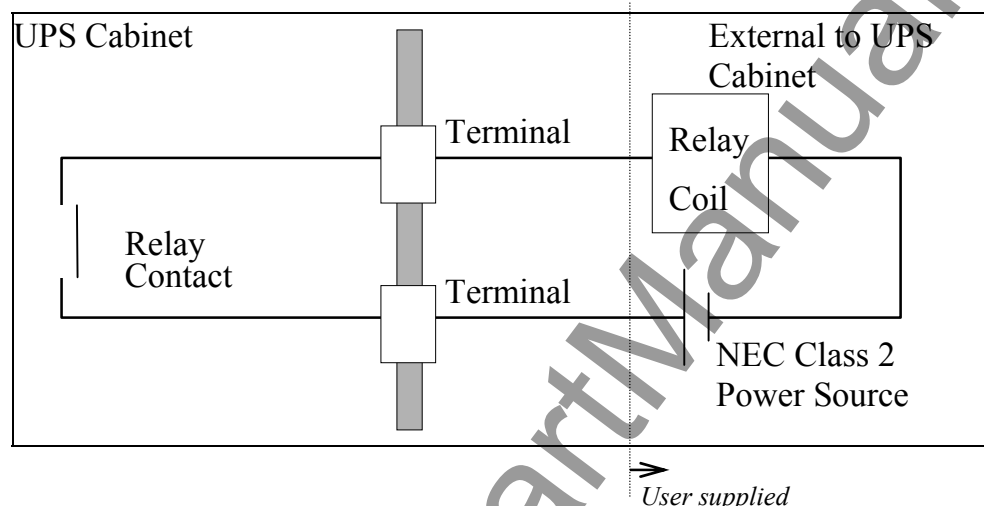 UPS Cabinet
External to UPS
Cabinet
Terminal
Relay
Coil
Relay
Contact
Terminal
NEC Class 2
Power Source
User supplied